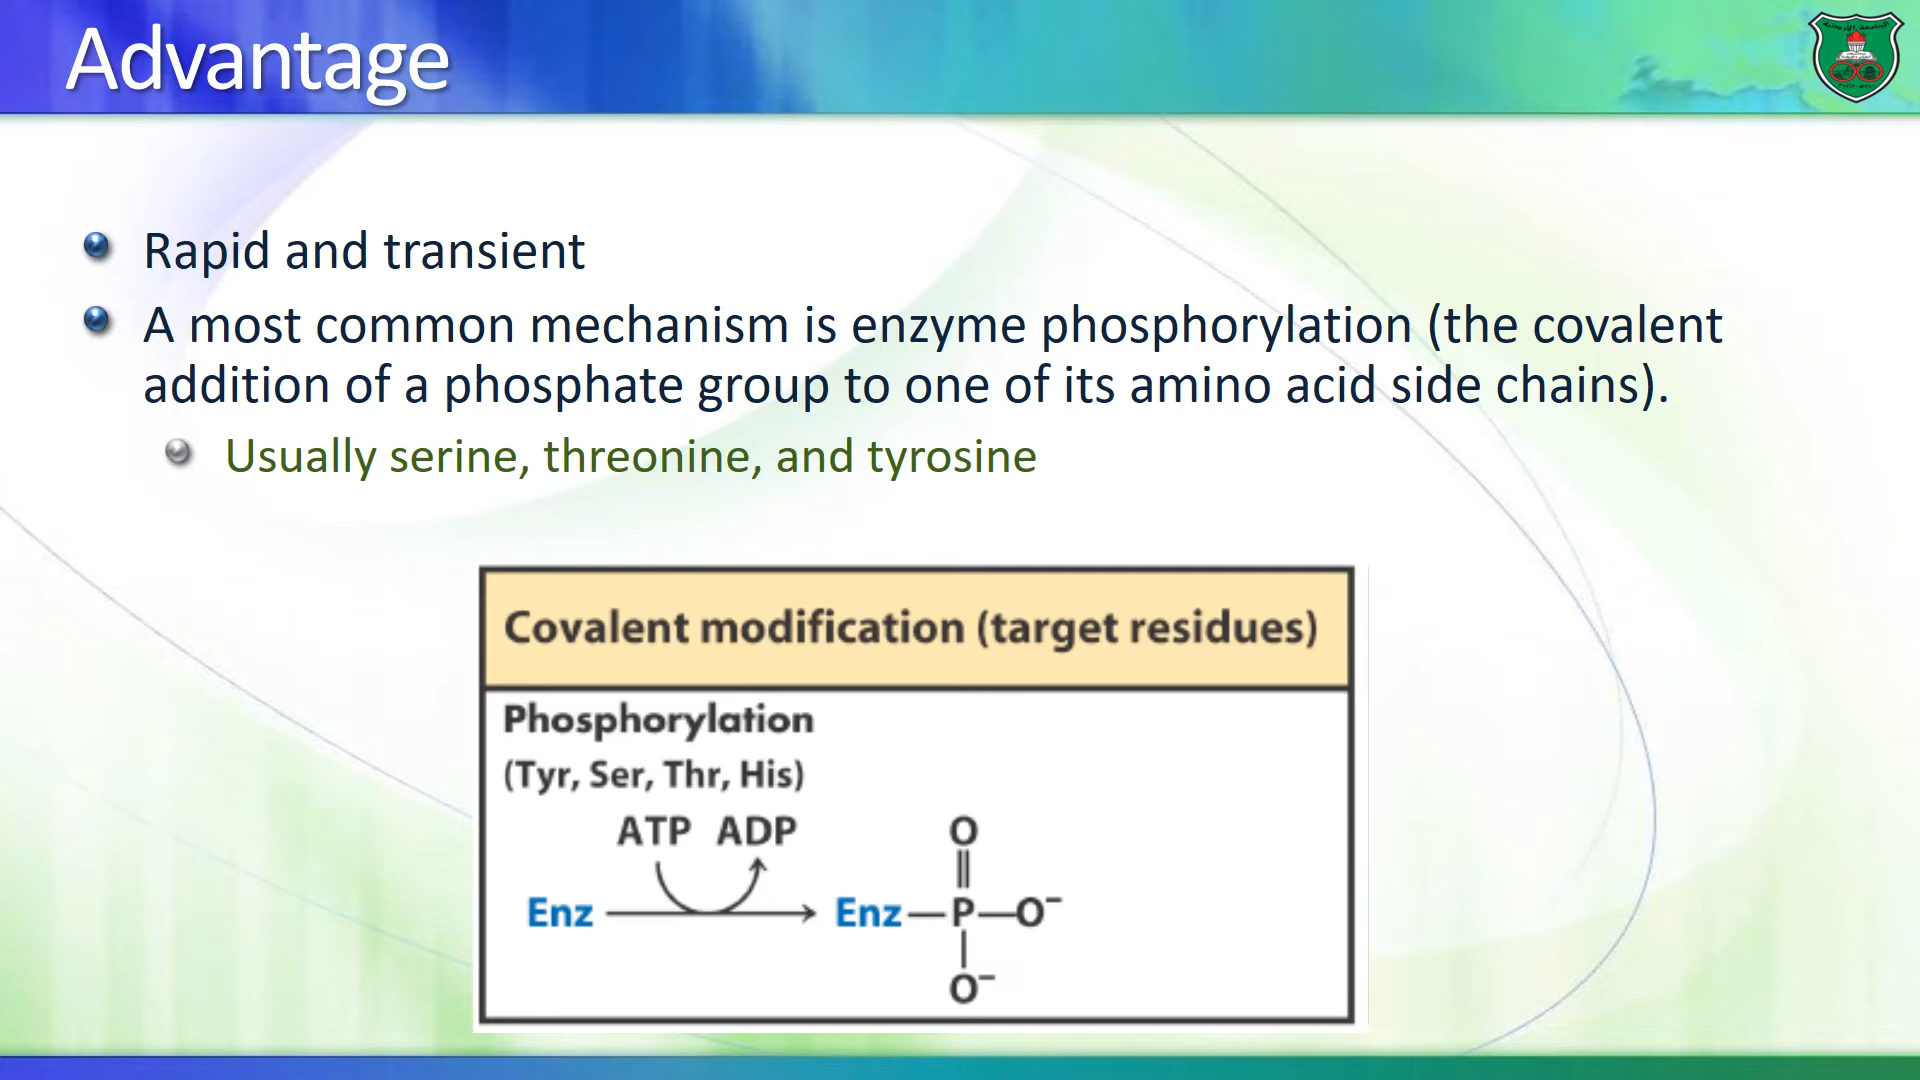 Advantage
Rapid and transient
A most common mechanism is enzyme phosphorylation (the covalent
addition of a phosphate group to one of its amino acid side chains).
Usually serine, threonine, and tyrosine
Covalent modification (target residues)
Phosphorylation
(Tyr, Ser, Thr, His)
ATP ADP
O
Enz Enz—P—O⁻
O⁻